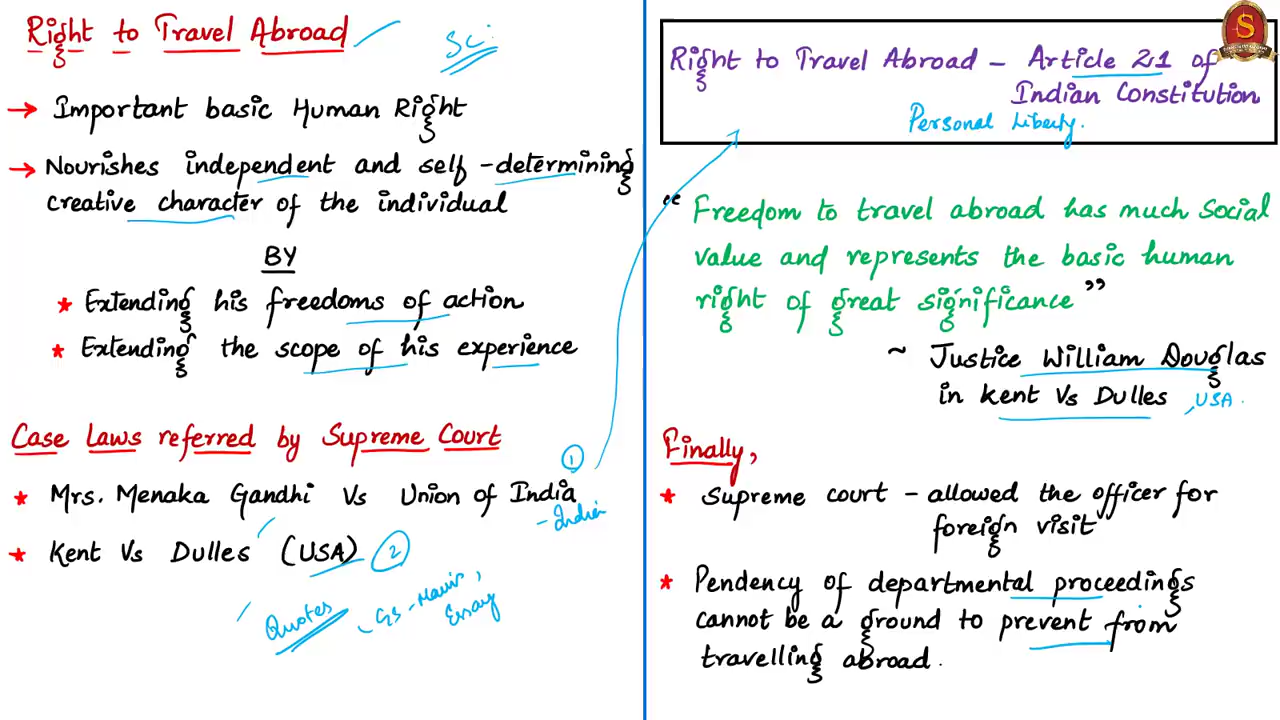 Right to Travel Abroad
SC:
→ Important basic Human Right
→ Nourishes independent and self-determining
creative character of the individual
BY
* Extending his freedoms of action
* Extending the scope of his experience
Case Laws referred by Supreme Court
* Mrs. Menaka Gandhi Vs Union of India
1
- India
* Kent Vs Dulles (USA) 2
Quotes
GS-Mains,
Essay
Right to Travel Abroad - Article 21 of
Indian Constitution
Personal Liberty.
"Freedom to travel abroad has much social
value and represents the basic human
right of great significance"
~ Justice William Douglas
in Kent Vs Dulles , USA.
Finally,
* Supreme court - allowed the officer for
foreign visit
* Pendency of departmental proceedings
cannot be a ground to prevent from
travelling abroad.
S